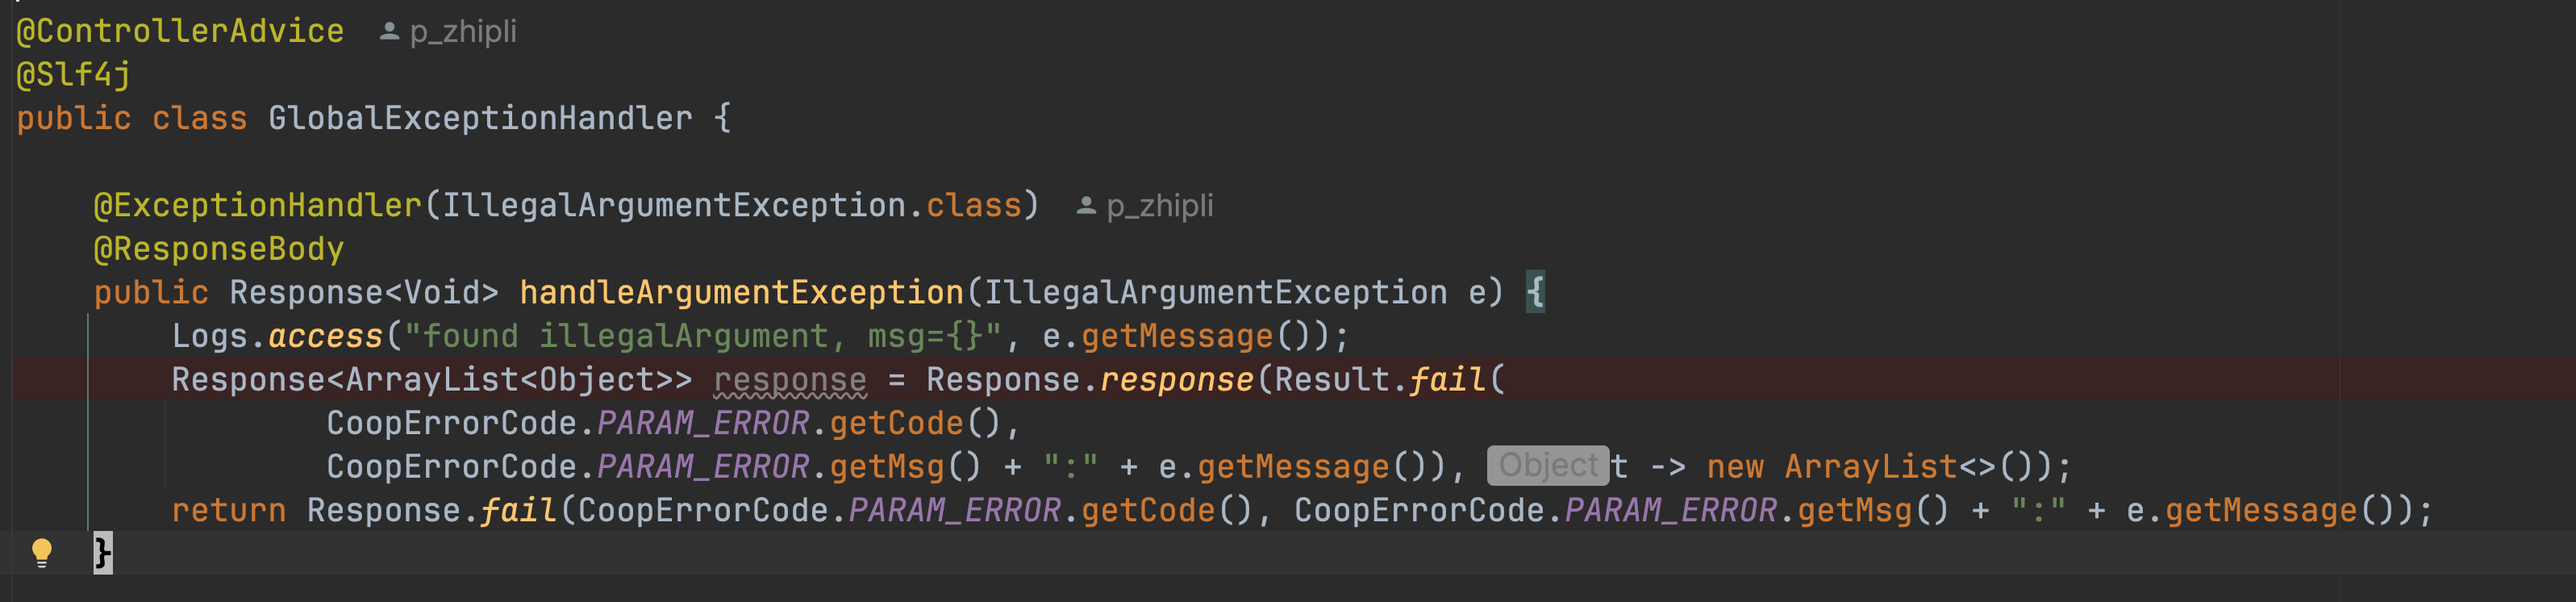 @ControllerAdvice p_zhipli
@Slf4j
public class GlobalExceptionHandler {
@ExceptionHandler(IllegalArgumentException.class) p_zhipli
@ResponseBody
public Response<Void> handleArgumentException(IllegalArgumentException e) {
Logs.access("found illegalArgument, msg={}", e.getMessage());
Response<ArrayList<Object>> response = Response.response(Result.fail(
CoopErrorCode.PARAM_ERROR.getCode(),
CoopErrorCode.PARAM_ERROR.getMsg() + ":" + e.getMessage()), Object t -> new ArrayList<>());
return Response.fail(CoopErrorCode.PARAM_ERROR.getCode(), CoopErrorCode.PARAM_ERROR.getMsg() + ":" + e.getMessage());
}